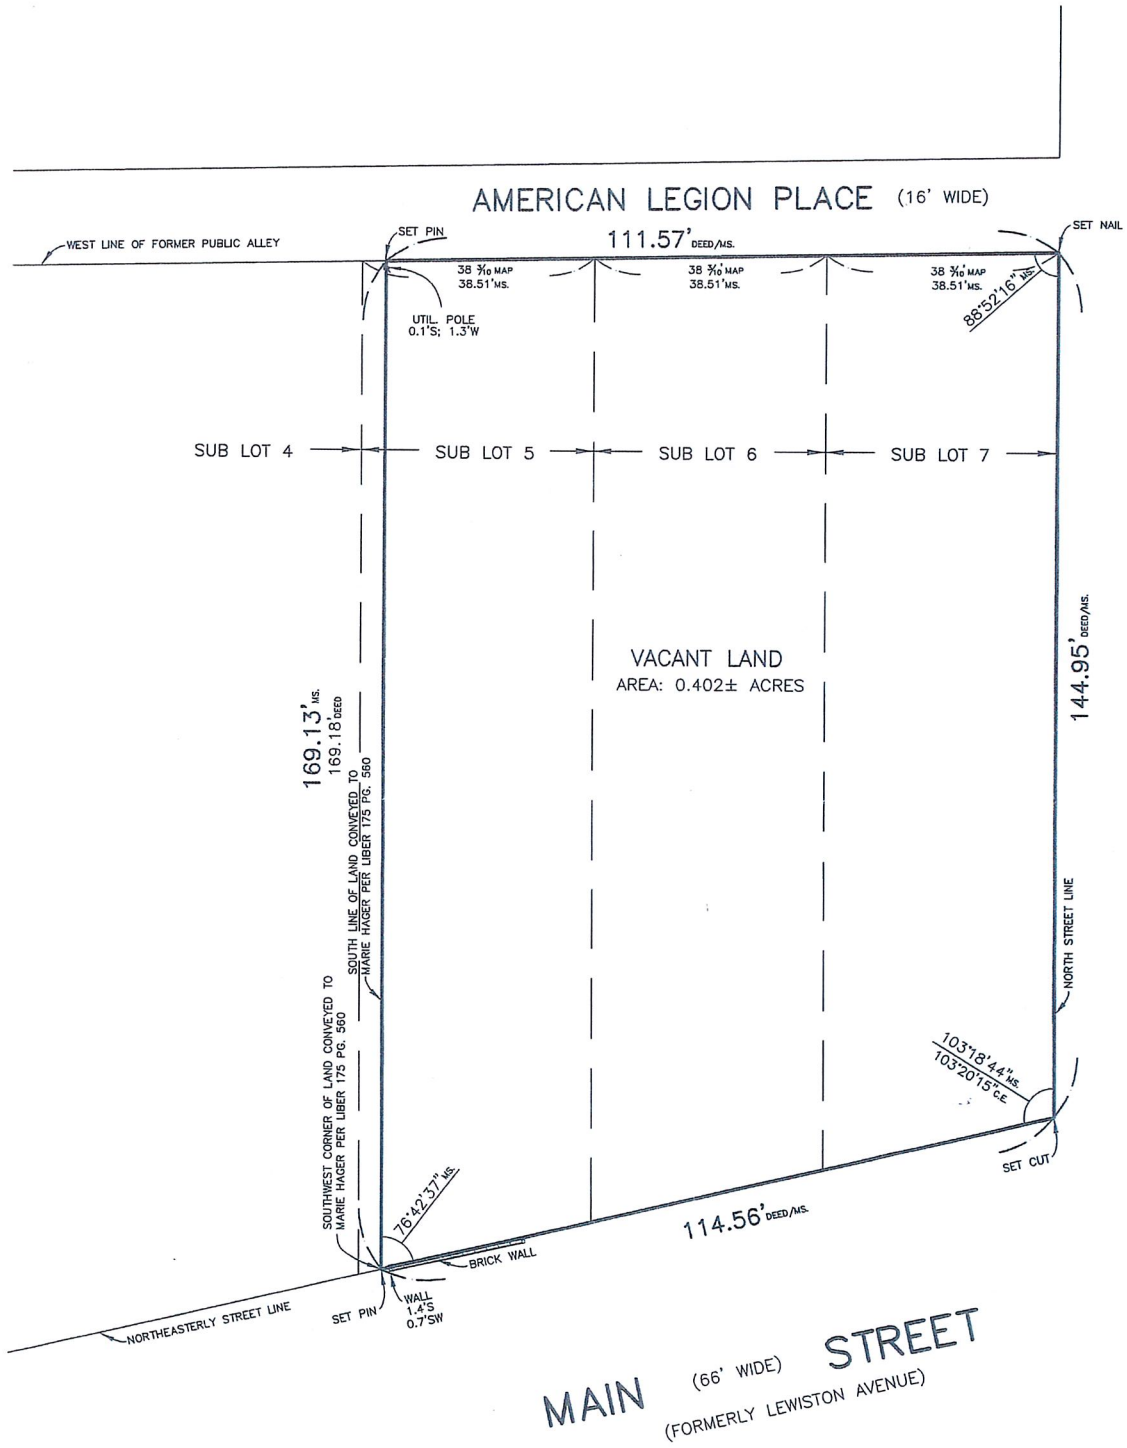 AMERICAN LEGION PLACE (16' WIDE)
SET PIN
SET NAIL
WEST LINE OF FORMER PUBLIC ALLEY
111.57' DEED/MS.
38 MAP
38.51'MS.
38 MAP
38.51'MS.
38 MAP
38.51'MS.
88°52'16" MS.
UTIL. POLE
0.1'S; 1.3'W
SUB LOT 4
SUB LOT 5
SUB LOT 6
SUB LOT 7
VACANT LAND
AREA: 0.402± ACRES
169.13' MS.
169.18' DEED
144.95' DEED/MS.
SOUTH LINE OF LAND CONVEYED TO
MARIE HAGER PER LIBER 175 PG. 560
SOUTHWEST CORNER OF LAND CONVEYED TO
MARIE HAGER PER LIBER 175 PG. 560
NORTH STREET LINE
103°18'44" MS.
103°20'15" C.E.
76°42'37" MS.
SET CUT
114.56' DEED/MS.
BRICK WALL
SET PIN
WALL
1.4'S
0.7'SW
NORTHEASTERLY STREET LINE
MAIN (66' WIDE) STREET
(FORMERLY LEWISTON AVENUE)